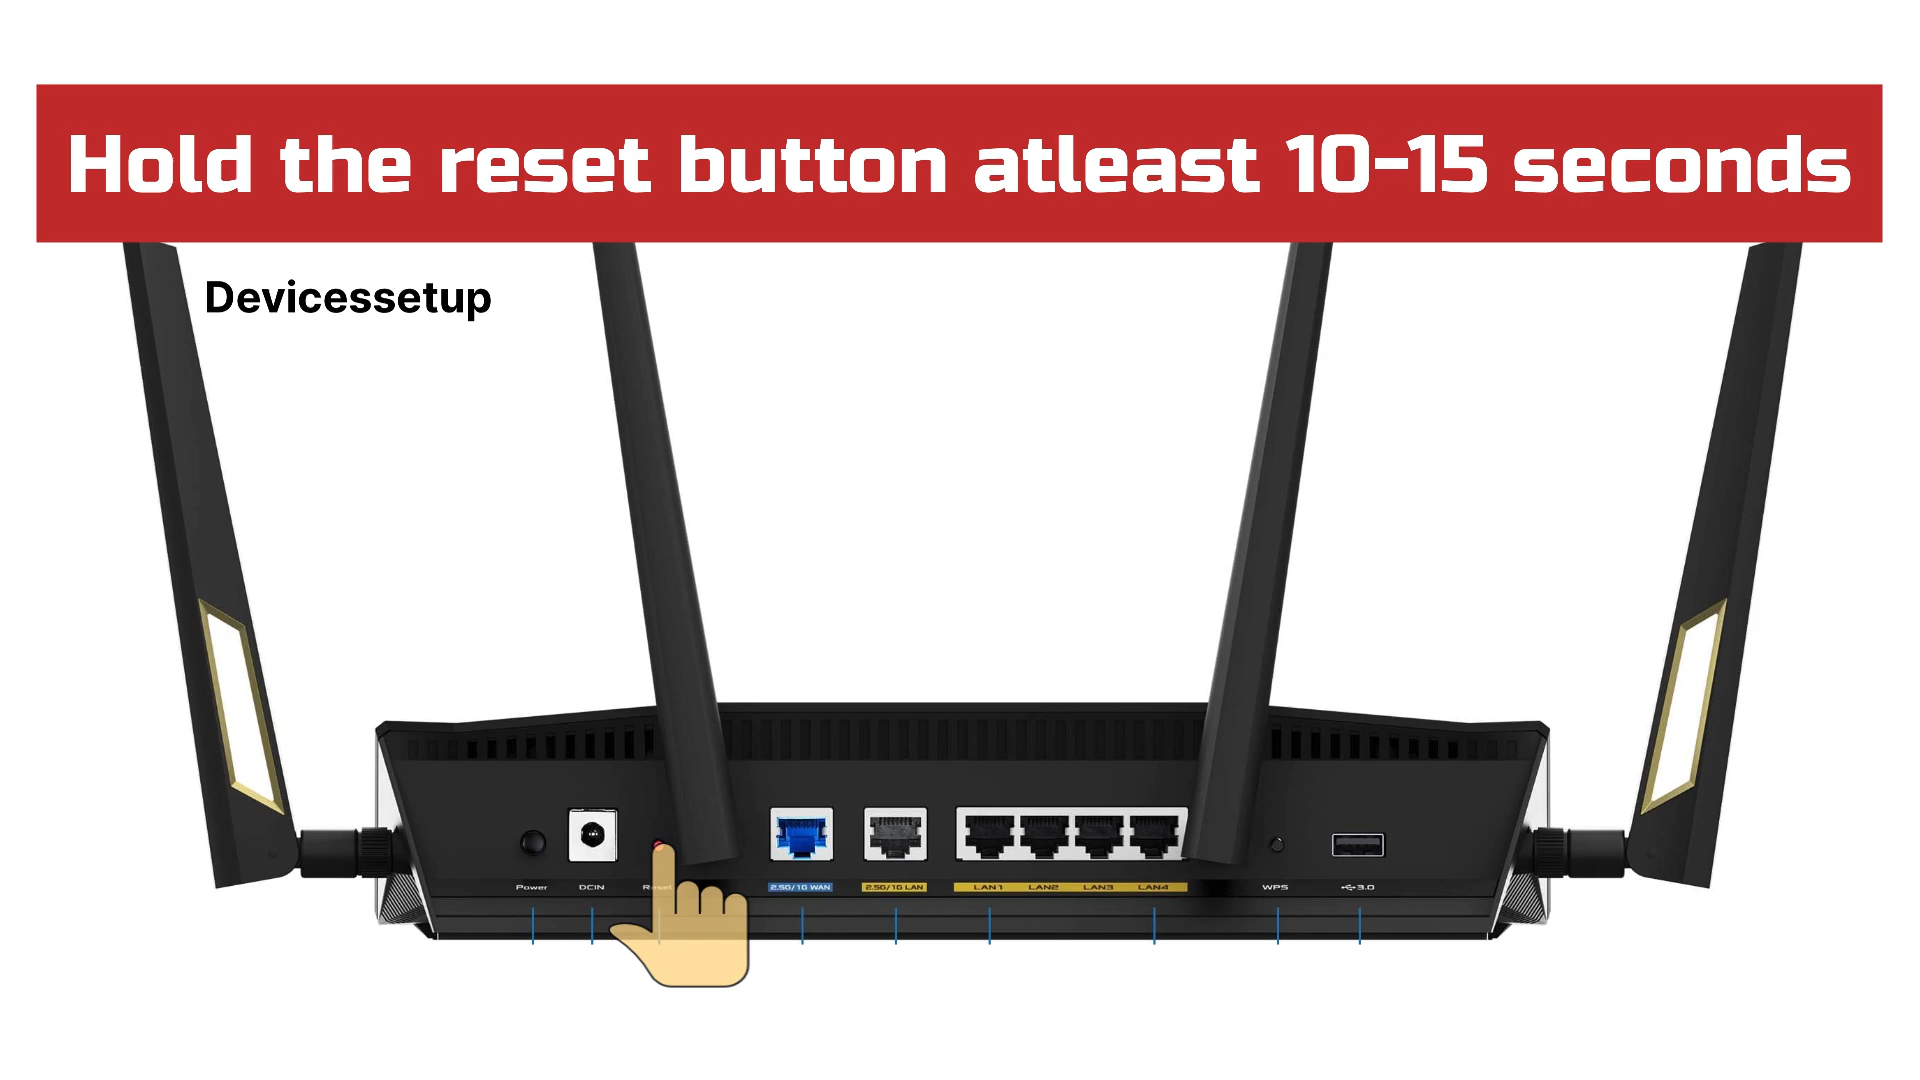 Hold the reset button atleast 10-15 seconds
Devicessetup
Power
DCIN
Reset
2.5G/1G WAN
2.5G/1G LAN
LAN1
LAN2
LAN3
LAN4
WPS
3.0